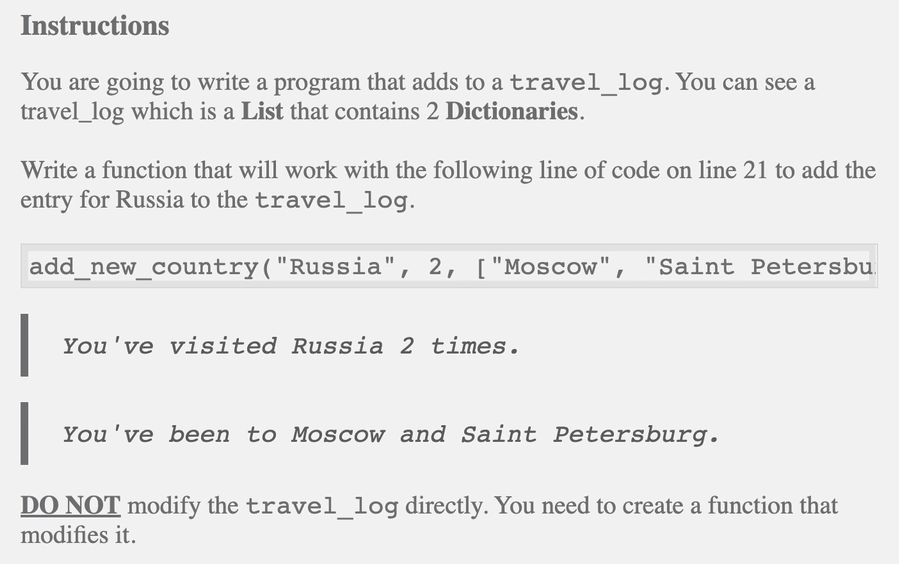 Instructions
You are going to write a program that adds to a travel_log. You can see a
travel_log which is a List that contains 2 Dictionaries.
Write a function that will work with the following line of code on line 21 to add the
entry for Russia to the travel_log.
add_new_country("Russia", 2, ["Moscow", "Saint
You've visited Russia 2 times.
You've been to Moscow and Saint Petersburg.
DO NOT modify the travel_log directly. You need to create a function that
modifies it.